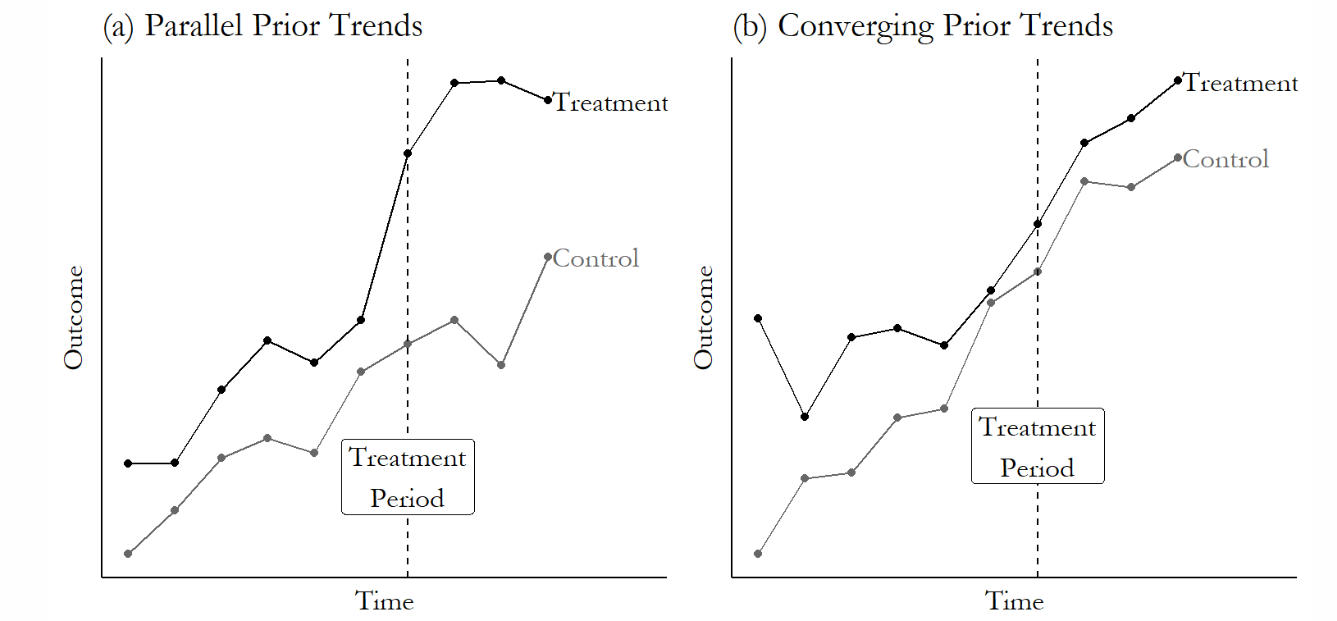 (a) Parallel Prior Trends
Outcome
Treatment
Control
Treatment
Period
Time
(b) Converging Prior Trends
Outcome
Treatment
Control
Treatment
Period
Time